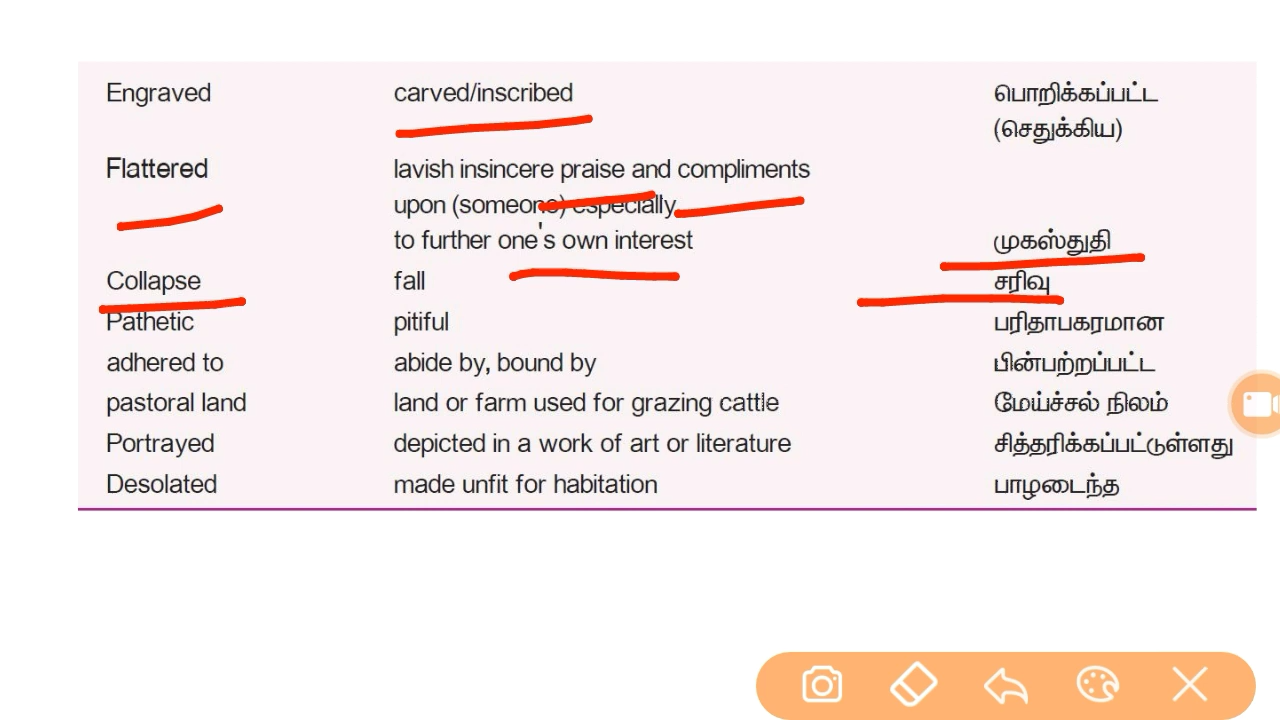 Engraved carved/inscribed பொறிக்கப்பட்ட
(செதுக்கிய)
Flattered lavish insincere praise and compliments
upon (someone) especially
to further one's own interest முகஸ்துதி
Collapse fall சரிவு
Pathetic pitiful பரிதாபகரமான
adhered to abide by, bound by பின்பற்றப்பட்ட
pastoral land land or farm used for grazing cattle மேய்ச்சல் நிலம்
Portrayed depicted in a work of art or literature சித்தரிக்கப்பட்டுள்ளது
Desolated made unfit for habitation பாழடைந்த